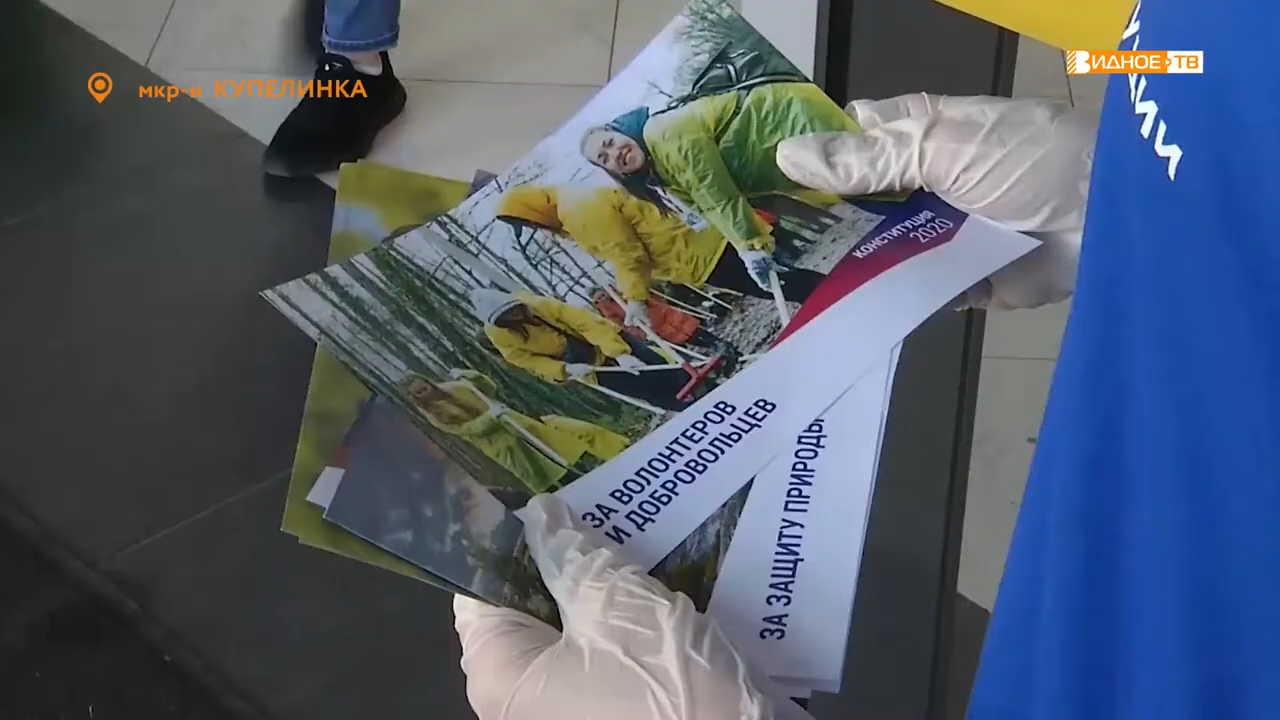 мкр-н КУПЕЛИНКА
ВИДНОЕ ТВ
КОНСТИТУЦИЯ
2020
ЗА ВОЛОНТЕРОВ
И ДОБРОВОЛЬЦЕВ
ЗА ЗАЩИТУ ПРИРОДЫ